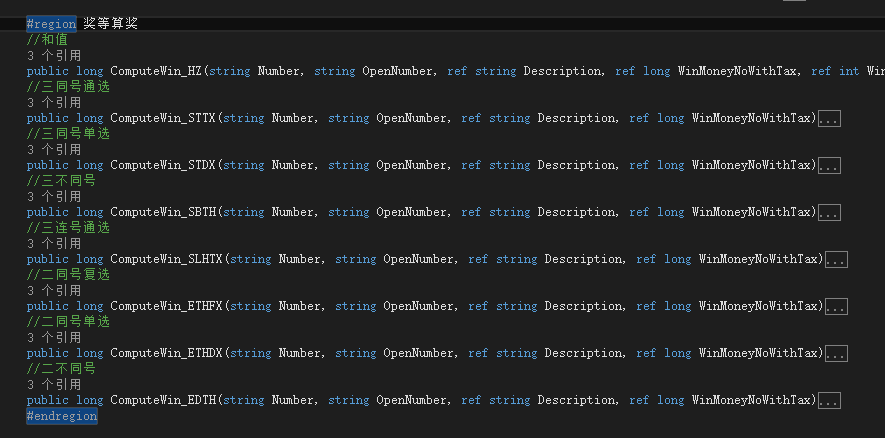 #region 奖等算奖
//和值
3 个引用
public long ComputeWin_HZ(string Number, string OpenNumber, ref string Description, ref long WinMoneyNoWithTax, ref int Win
//三同号通选
3 个引用
public long ComputeWin_STTX(string Number, string OpenNumber, ref string Description, ref long WinMoneyNoWithTax)...
//三同号单选
3 个引用
public long ComputeWin_STDX(string Number, string OpenNumber, ref string Description, ref long WinMoneyNoWithTax)...
//三不同号
3 个引用
public long ComputeWin_SBTH(string Number, string OpenNumber, ref string Description, ref long WinMoneyNoWithTax)...
//三连号通选
3 个引用
public long ComputeWin_SLHTX(string Number, string OpenNumber, ref string Description, ref long WinMoneyNoWithTax)...
//二同号复选
3 个引用
public long ComputeWin_ETHFX(string Number, string OpenNumber, ref string Description, ref long WinMoneyNoWithTax)...
//二同号单选
3 个引用
public long ComputeWin_ETHDX(string Number, string OpenNumber, ref string Description, ref long WinMoneyNoWithTax)...
//二不同号
3 个引用
public long ComputeWin_EDTH(string Number, string OpenNumber, ref string Description, ref long WinMoneyNoWithTax)...
#endregion